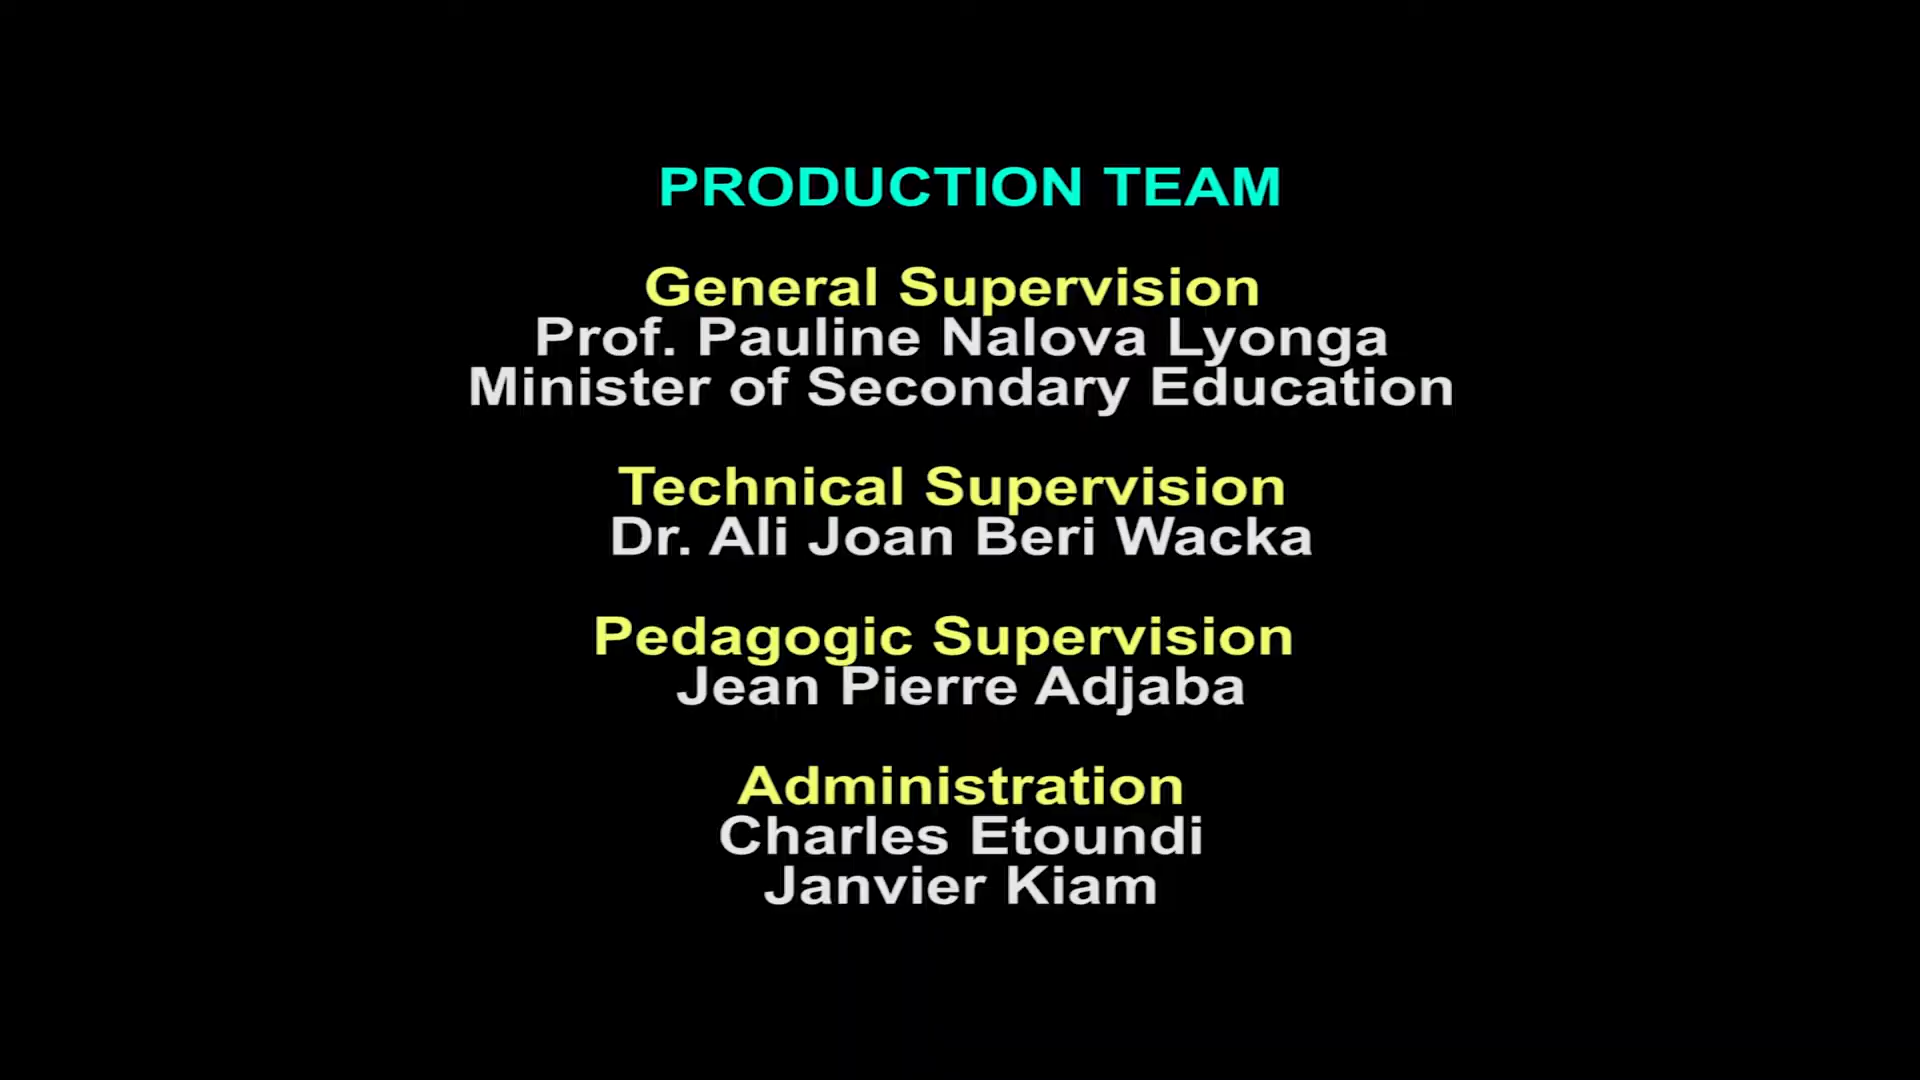 PRODUCTION TEAM
General Supervision
Prof. Pauline Nalova Lyonga
Minister of Secondary Education
Technical Supervision
Dr. Ali Joan Beri Wacka
Pedagogic Supervision
Jean Pierre Adjaba
Administration
Charles Etoundi
Janvier Kiam